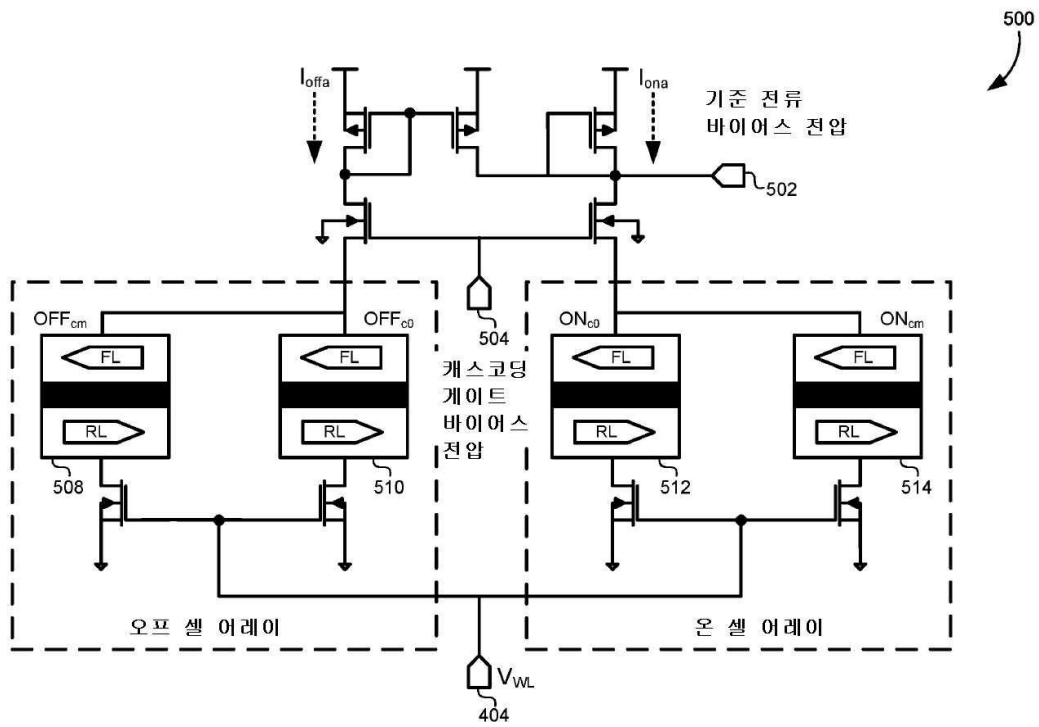 500
I_offa
I_ona
기준 전류
바이어스 전압
502
504
OFF_cm
OFF_c0
ON_c0
ON_cm
FL
FL
FL
FL
캐스코딩
게이트
바이어스
전압
RL
RL
RL
RL
508
510
512
514
오프 셀 어레이
온 셀 어레이
V_WL
404